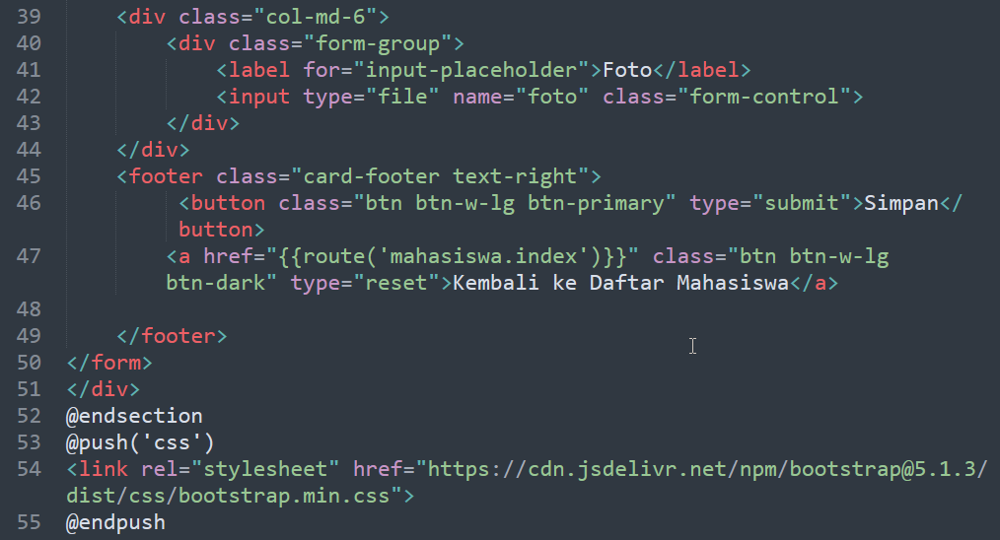 39 <div class="col-md-6">
40 <div class="form-group">
41 <label for="input-placeholder">Foto</label>
42 <input type="file" name="foto" class="form-control">
43 </div>
44 </div>
45 <footer class="card-footer text-right">
46 <button class="btn btn-w-lg btn-primary" type="submit">Simpan</
button>
47 <a href="{{route('mahasiswa.index')}}" class="btn btn-w-lg
btn-dark" type="reset">Kembali ke Daftar Mahasiswa</a>
48
49 </footer>
50 </form>
51 </div>
52 @endsection
53 @push('css')
54 <link rel="stylesheet" href="https://cdn.jsdelivr.net/npm/bootstrap@5.1.3/
dist/css/bootstrap.min.css">
55 @endpush